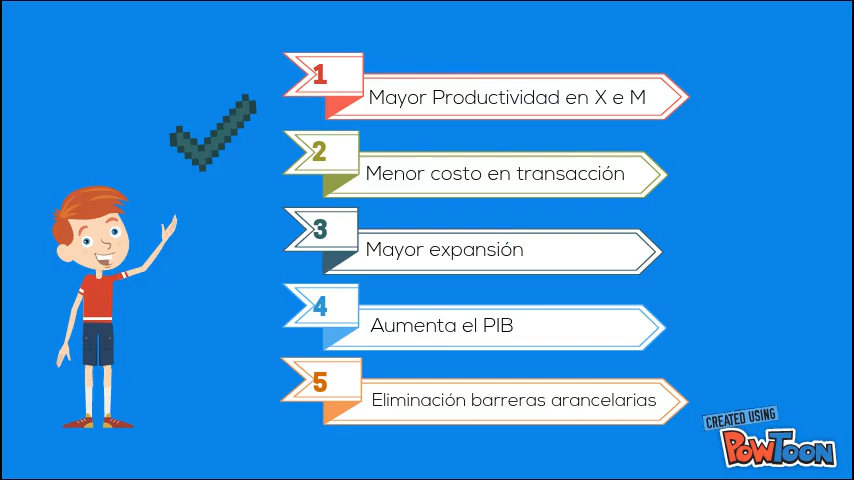 1
Mayor Productividad en X e M
2
Menor costo en transacción
3
Mayor expansión
4
Aumenta el PIB
5
Eliminación barreras arancelarias
CREATED USING
POWTOON